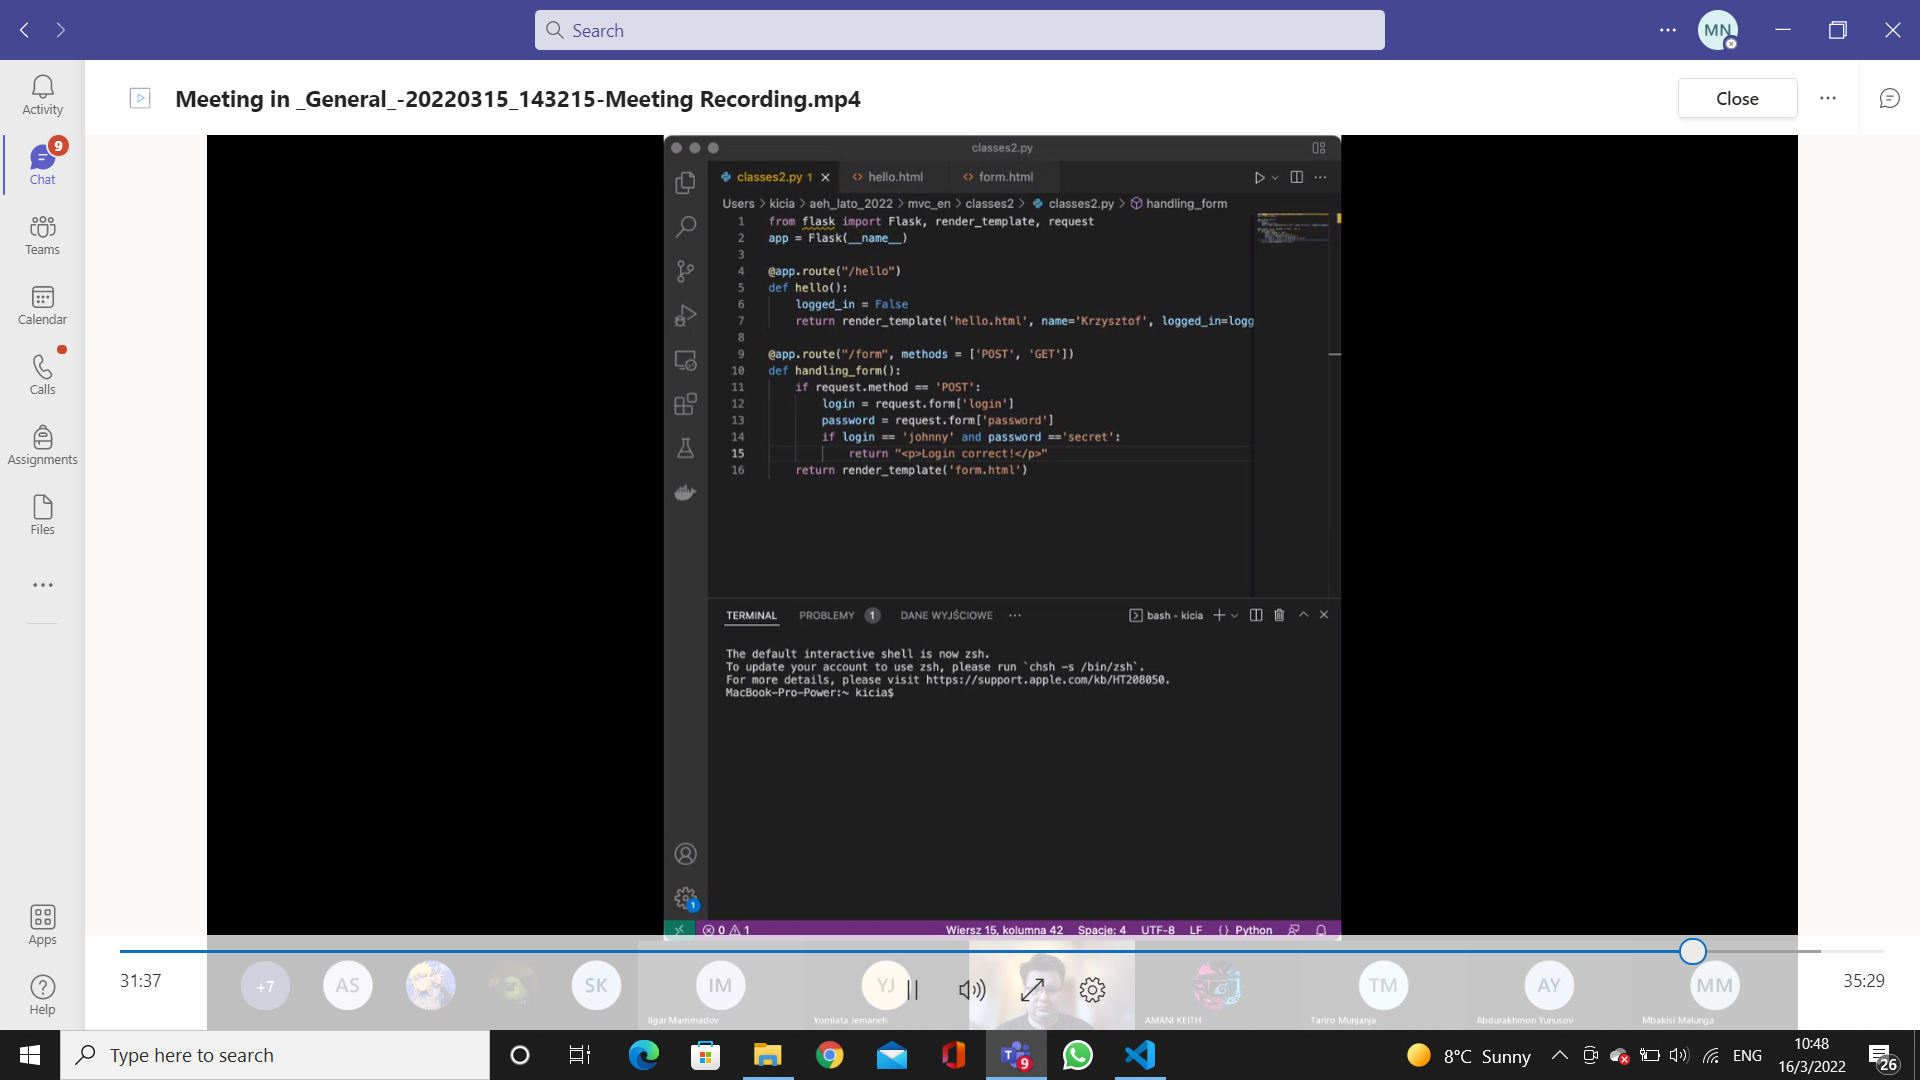 Search
MN
Activity
9
Chat
Teams
Calendar
Calls
Assignments
Files
Apps
Help
Meeting in _General_-20220315_143215-Meeting Recording.mp4
Close
classes2.py
classes2.py 1
hello.html
form.html
Users > kicia > aeh_lato_2022 > mvc_en > classes2 > classes2.py > handling_form
1 from flask import Flask, render_template, request
2 app = Flask(__name__)
3
4 @app.route("/hello")
5 def hello():
6 logged_in = False
7 return render_template('hello.html', name='Krzysztof', logged_in=logg
8
9 @app.route("/form", methods = ['POST', 'GET'])
10 def handling_form():
11 if request.method == 'POST':
12 login = request.form['login']
13 password = request.form['password']
14 if login == 'johnny' and password =='secret':
15 return "<p>Login correct!</p>"
16 return render_template('form.html')
TERMINAL
PROBLEMY 1
DANE WYJŚCIOWE
bash - kicia
The default interactive shell is now zsh.
To update your account to use zsh, please run `chsh -s /bin/zsh`.
For more details, please visit https://support.apple.com/kb/HT208050.
MacBook-Pro-Power:~ kicia$
1
0 1
Wiersz 15, kolumna 42
Spacje: 4
UTF-8
LF
{} Python
31:37
35:29
+7
AS
SK
IM
YJ
TM
AY
MM
Ilgar Mammadov
Yomlata Jemaneh
AMANI KEITH
Tariro Munjanja
Abdurakhmon Yunusov
Mbakisi Malunga
Type here to search
9
8°C Sunny
ENG
10:48
16/3/2022
26